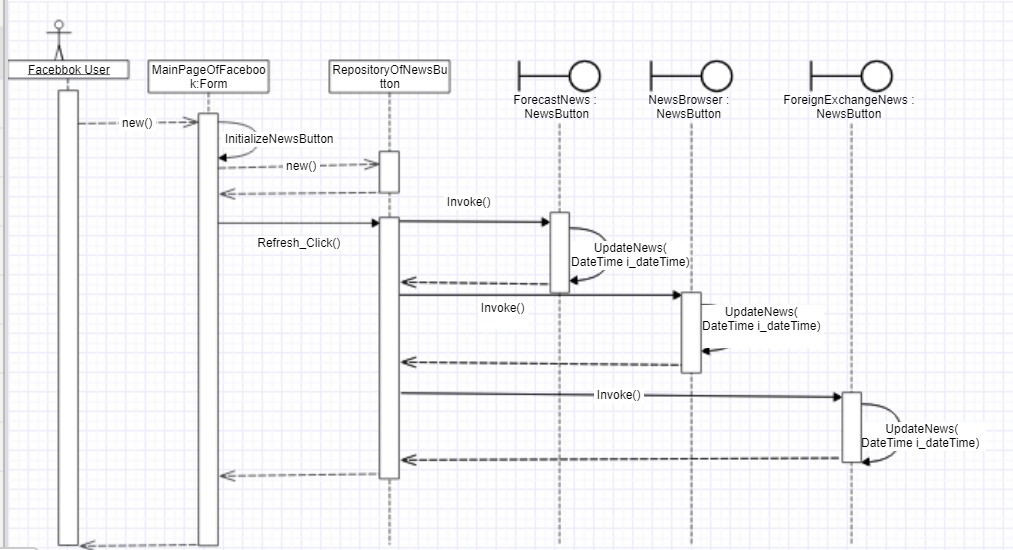 Facebbok User
MainPageOfFaceboo
k:Form
RepositoryOfNewsBu
tton
ForecastNews :
NewsButton
NewsBrowser :
NewsButton
ForeignExchangeNews :
NewsButton
new()
InitializeNewsButton
new()
Invoke()
Refresh_Click()
UpdateNews(
DateTime i_dateTime)
Invoke()
UpdateNews(
DateTime i_dateTime)
Invoke()
UpdateNews(
DateTime i_dateTime)